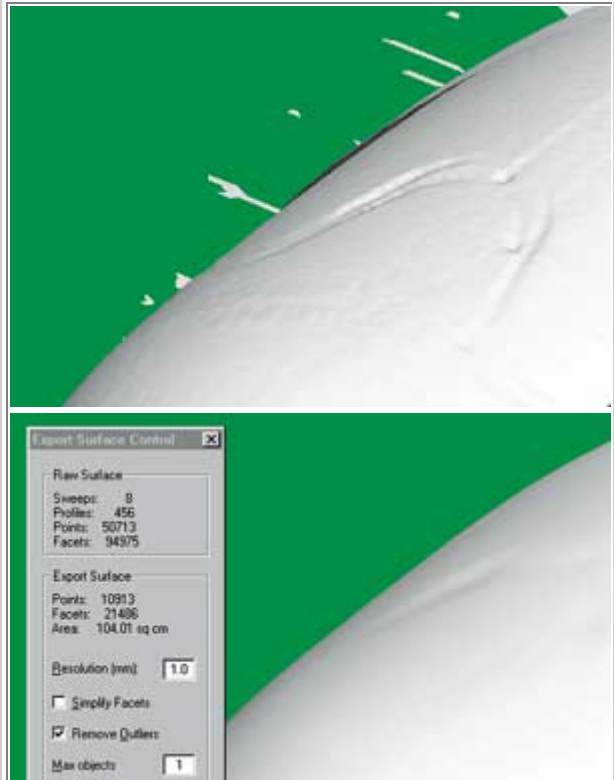 Export Surface Control
Raw Surface
Sweeps: 8
Profiles: 456
Points: 50713
Facets: 94975
Export Surface
Points: 10913
Facets: 21486
Area: 104.01 sq cm
Resolution (mm): 1.0
Simplify Facets
Remove Outliers
Max objects 1